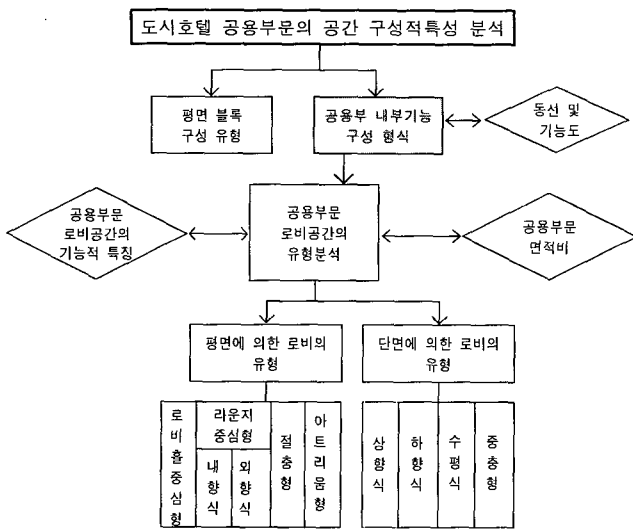 도시호텔 공용부문의 공간 구성적특성 분석
평면 블록
구성 유형
공용부 내부기능
구성 형식
동선 및
기능도
공용부문
로비공간의
기능적 특징
공용부문
로비공간의
유형분석
공용부문
면적비
평면에 의한 로비의
유형
단면에 의한 로비의
유형
로비홀중심형
라운지
중심형
내향식
외향식
절충형
아트리움형
상향식
하향식
수평식
중층형